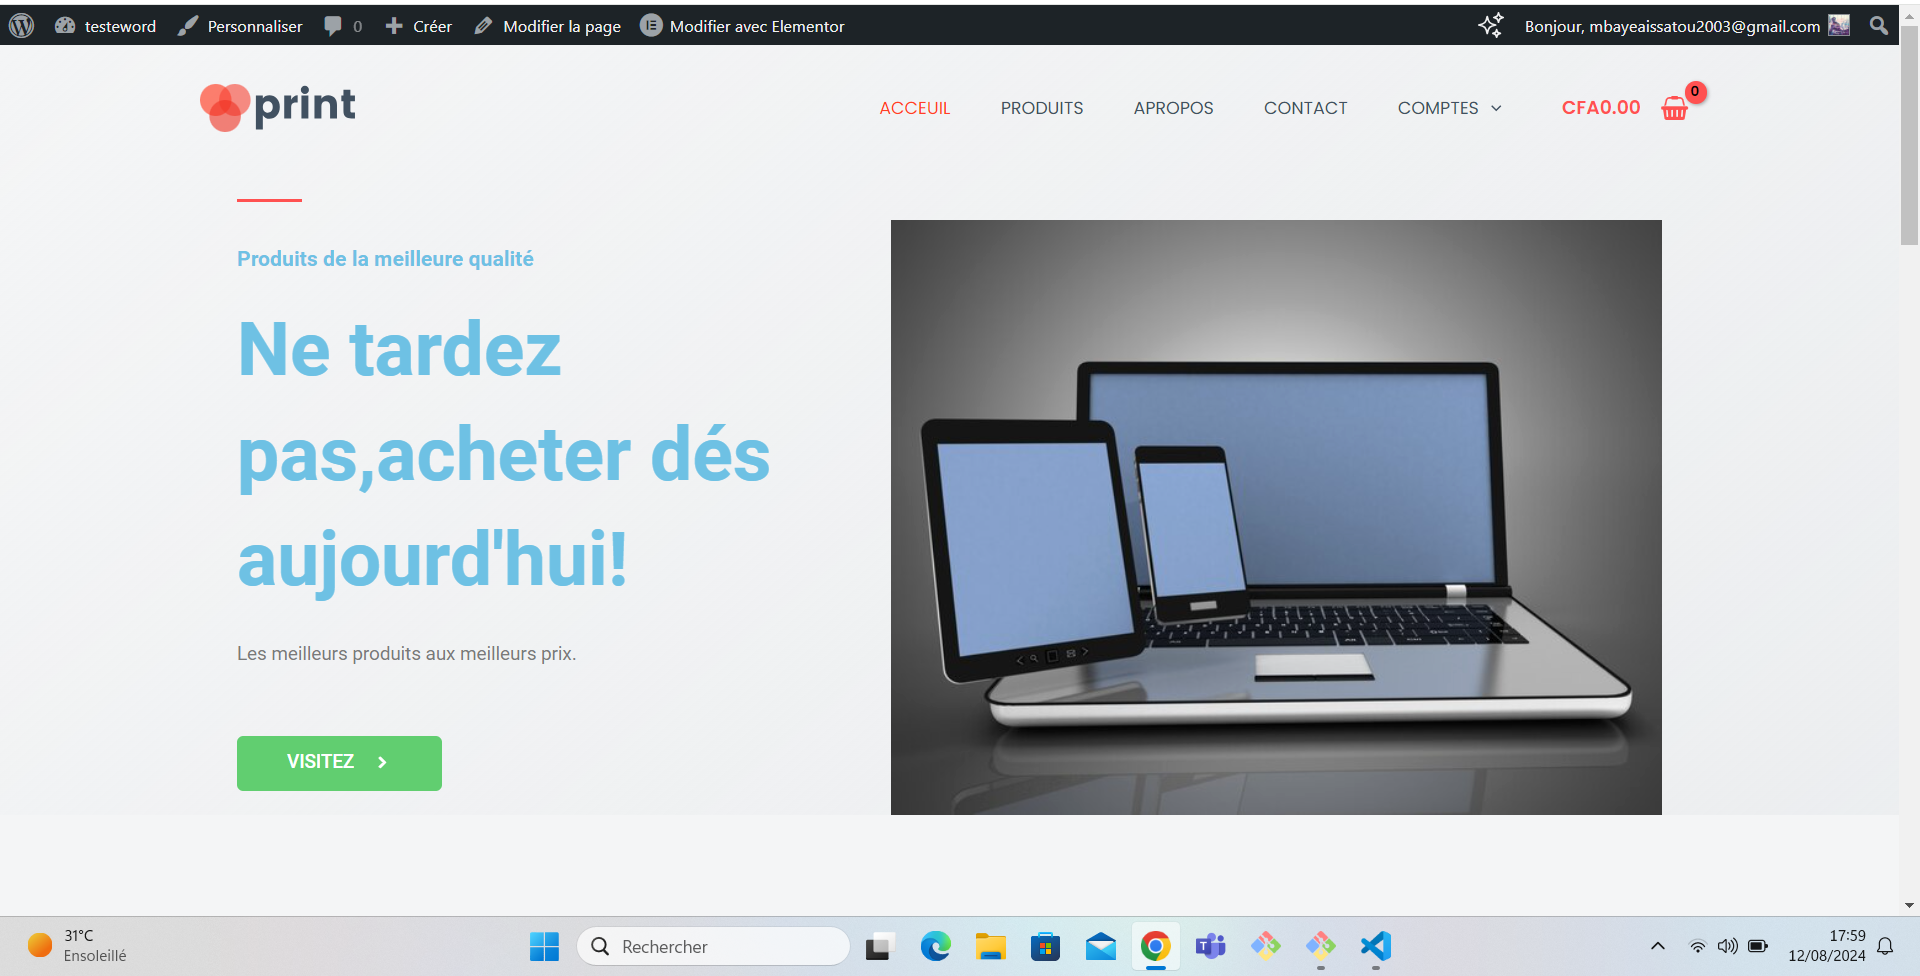 testeword Personnaliser 0 Créer Modifier la page Modifier avec Elementor Bonjour, mbayeaissatou2003@gmail.com
print ACCEUIL PRODUITS APROPOS CONTACT COMPTES CFA0.00 0
Produits de la meilleure qualité
Ne tardez
pas,acheter dés
aujourd'hui!
Les meilleurs produits aux meilleurs prix.
VISITEZ
31°C
Ensoleillé
Rechercher
17:59
12/08/2024